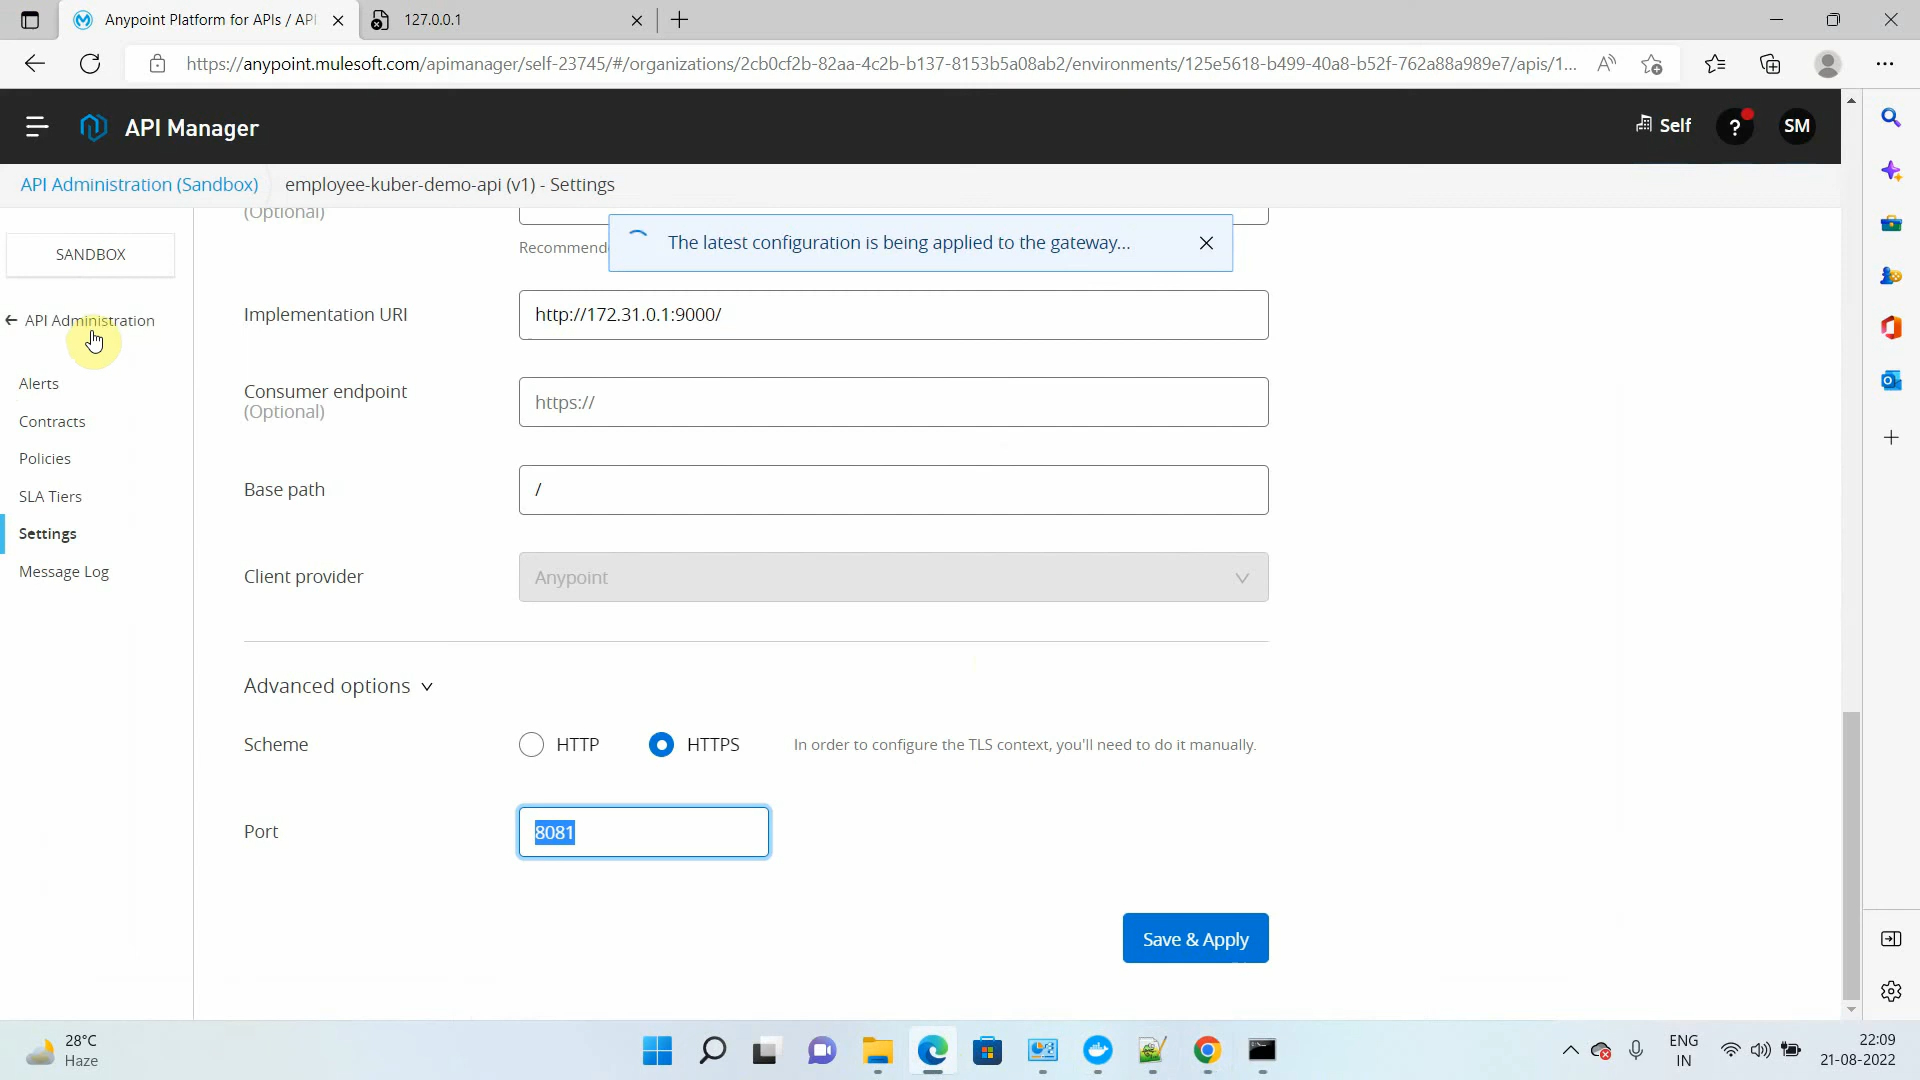 Anypoint Platform for APIs / API
127.0.0.1
https://anypoint.mulesoft.com/apimanager/self-23745/#/organizations/2cb0cf2b-82aa-4c2b-b137-8153b5a08ab2/environments/125e5618-b499-40a8-b52f-762a88a989e7/apis/1...
API Manager
Self
?
SM
API Administration (Sandbox)
employee-kuber-demo-api (v1) - Settings
SANDBOX
API Administration
Alerts
Contracts
Policies
SLA Tiers
Settings
Message Log
(Optional)
The latest configuration is being applied to the gateway...
Implementation URI
http://172.31.0.1:9000/
Consumer endpoint
(Optional)
https://
Base path
/
Client provider
Anypoint
Advanced options
Scheme
HTTP
HTTPS
In order to configure the TLS context, you'll need to do it manually.
Port
8081
Save & Apply
28°C
Haze
ENG
IN
22:09
21-08-2022